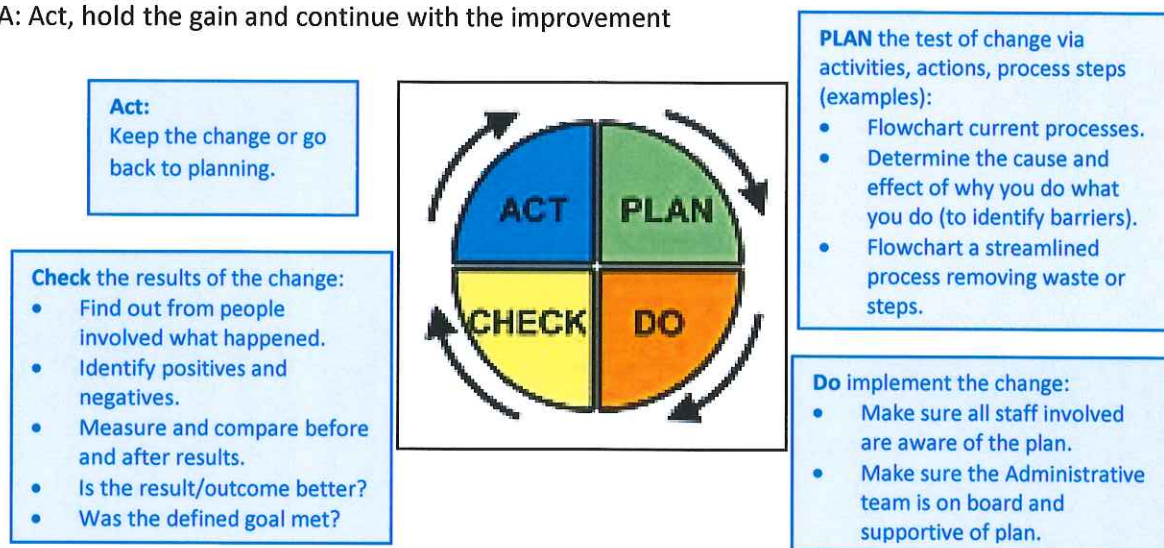 A: Act, hold the gain and continue with the improvement
Act:
Keep the change or go
back to planning.
ACT
PLAN
CHECK
DO
PLAN the test of change via
activities, actions, process steps
(examples):
• Flowchart current processes.
• Determine the cause and
effect of why you do what
you do (to identify barriers).
• Flowchart a streamlined
process removing waste or
steps.
Check the results of the change:
• Find out from people
involved what happened.
• Identify positives and
negatives.
• Measure and compare before
and after results.
• Is the result/outcome better?
• Was the defined goal met?
Do implement the change:
• Make sure all staff involved
are aware of the plan.
• Make sure the Administrative
team is on board and
supportive of plan.